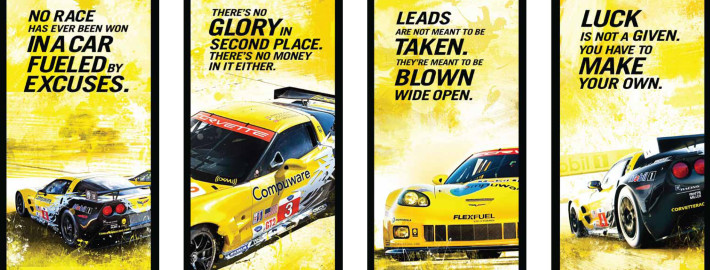 NO RACE
HAS EVER BEEN WON
IN A CAR
FUELED BY
EXCUSES.
THERE'S NO
GLORY IN
SECOND PLACE.
THERE'S NO MONEY
IN IT EITHER.
CORVETTE
Compuware
GT2
3
LEADS
ARE NOT MEANT TO BE
TAKEN.
THEY'RE MEANT TO BE
BLOWN
WIDE OPEN.
FLEXFUEL
LUCK
IS NOT A GIVEN.
YOU HAVE TO
MAKE
YOUR OWN.
CORVETTERAC